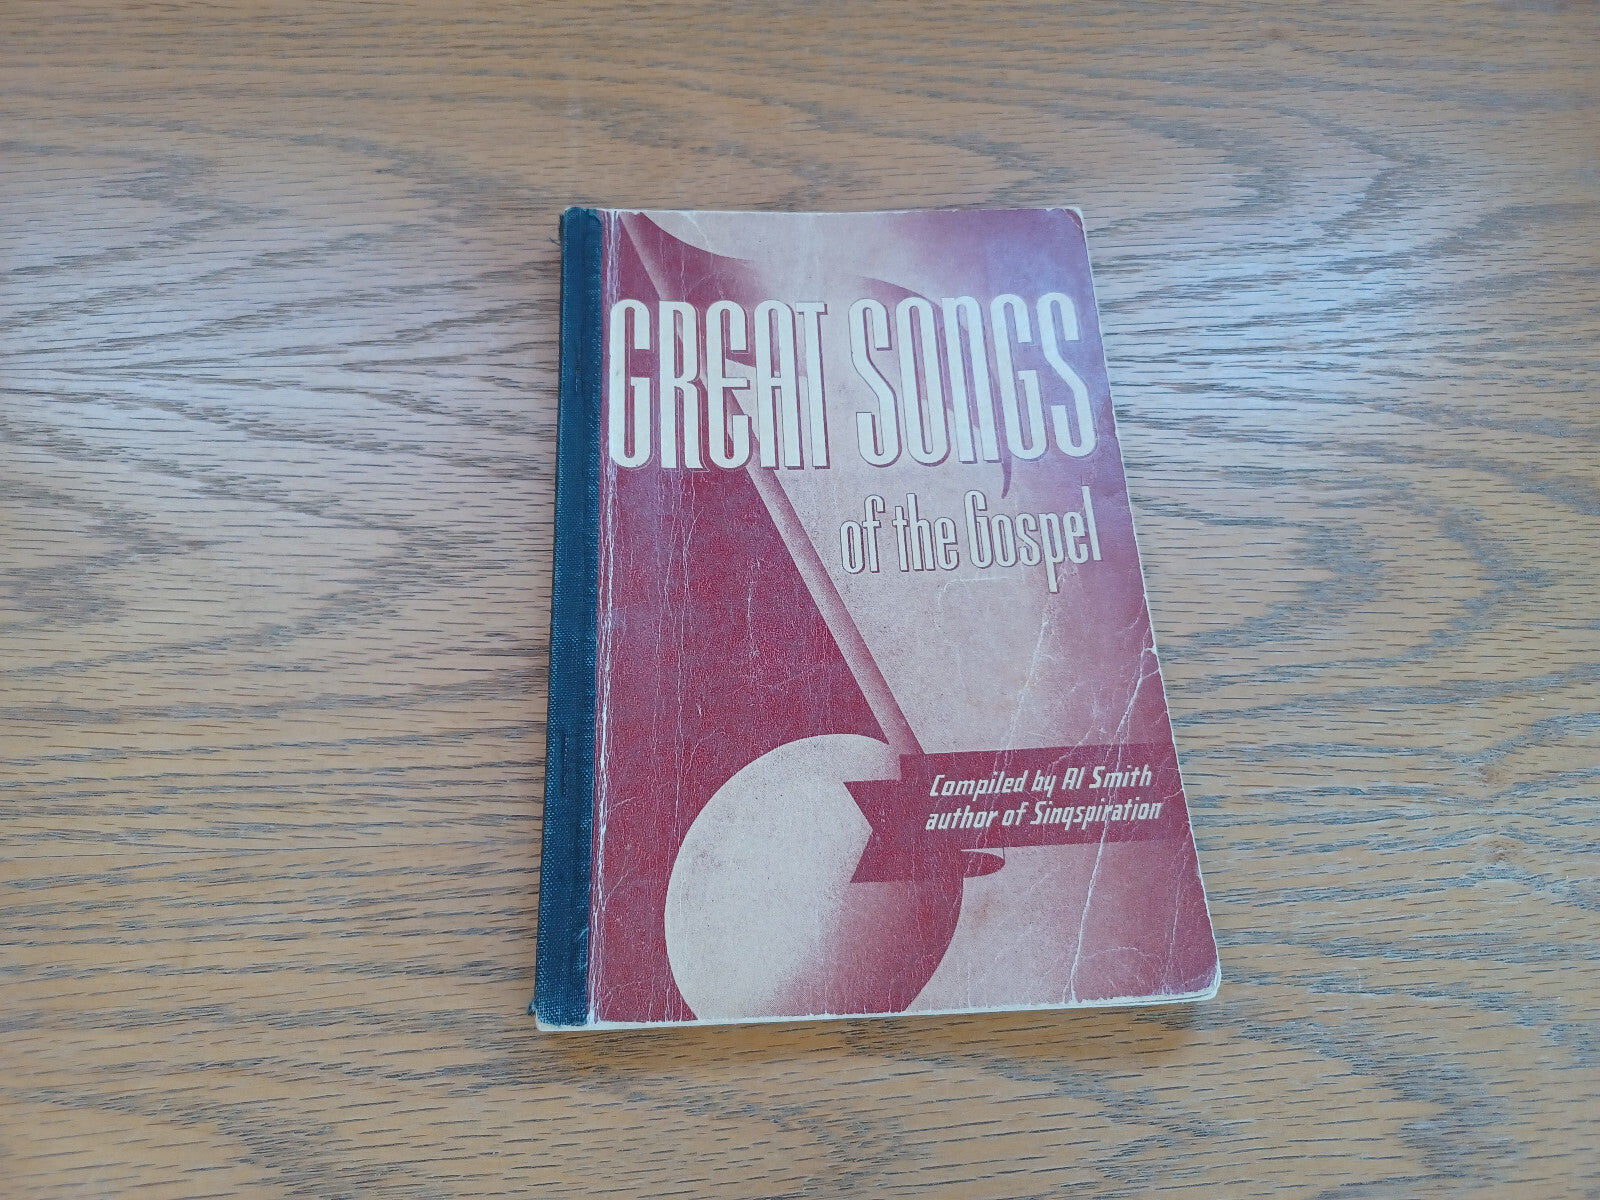 GREAT SONGS
of the Gospel
Compiled by Al Smith
author of Singspiration